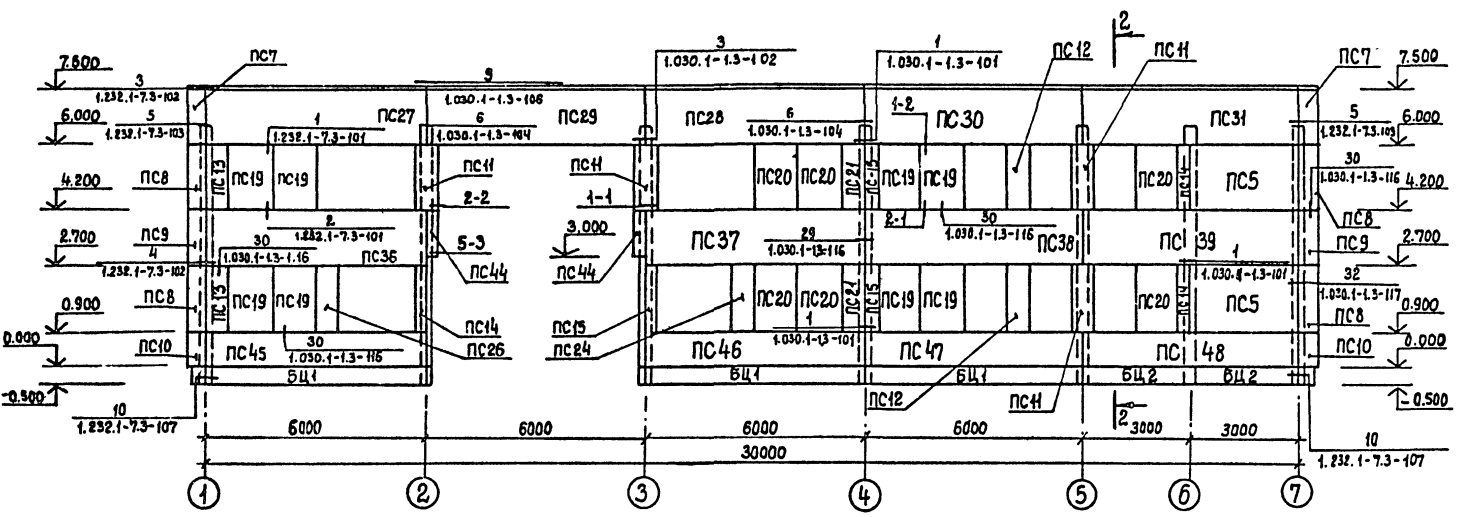 2
ПС7
3
1.030.1-1.3-102
1
1.030.1-1.3-101
ПС12
ПС11
ПС7
7.500
7.500
3
1.232.1-7.3-102
9
1.030.1-1.3-106
5
1.232.1-7.3-103
1
1.232.1-7.3-101
ПС27
6
1.030.1-1.3-104
ПС29
ПС28
6
1.030.1-1.3-104
1-2
ПС30
ПС31
5
1.232.1-7.3.103
6.000
6.000
30
1.030.1-1.3-116
ПС8
ПС13
ПС19
ПС19
ПС11
ПС11
ПС20
ПС20
ПС21
ПС-15
ПС19
ПС19
ПС20
ПС14
ПС5
ПС8
4.200
4.200
2-2
1-1
2-1
30
1.030.1-1.3-116
2
1.232.1-7.3-101
ПС9
4
1.232.1-7.3-102
30
1.030.1-1.3-1.16
ПС36
5-3
3.000
ПС44
ПС44
ПС37
29
1.030.1-1.3-116
ПС38
ПС39
1
1.030.1-1.3-101
ПС9
2.700
2.700
32
1.030.1-1.3-117
ПС8
ПС13
ПС19
ПС19
ПС14
ПС26
ПС15
ПС24
ПС20
ПС20
ПС21
ПС15
ПС19
ПС19
ПС20
ПС14
ПС5
ПС8
0.900
0.900
30
1.030.1-1.3-116
1
1.030.1-1.3-101
0.000
0.000
ПС10
ПС45
ПС46
ПС47
ПС48
ПС10
-0.500
-0.500
БЦ1
БЦ1
БЦ1
БЦ2
БЦ2
ПС12
ПС11
2
10
1.232.1-7.3-107
10
1.232.1-7.3-107
6000
6000
6000
6000
3000
3000
30000
1
2
3
4
5
6
7